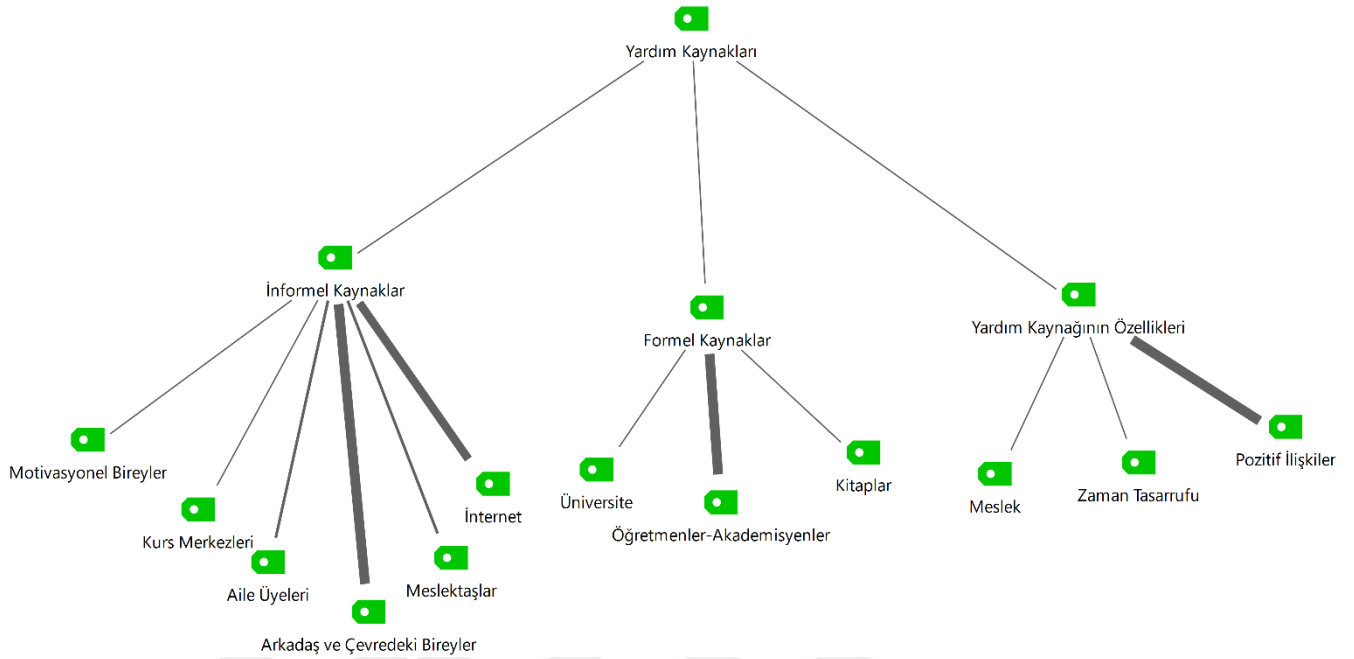 Yardım Kaynakları
İnformel Kaynaklar
Formel Kaynaklar
Yardım Kaynağının Özellikleri
Motivasyonel Bireyler
Kurs Merkezleri
Aile Üyeleri
Arkadaş ve Çevredeki Bireyler
Meslektaşlar
İnternet
Üniversite
Öğretmenler-Akademisyenler
Kitaplar
Meslek
Zaman Tasarrufu
Pozitif İlişkiler